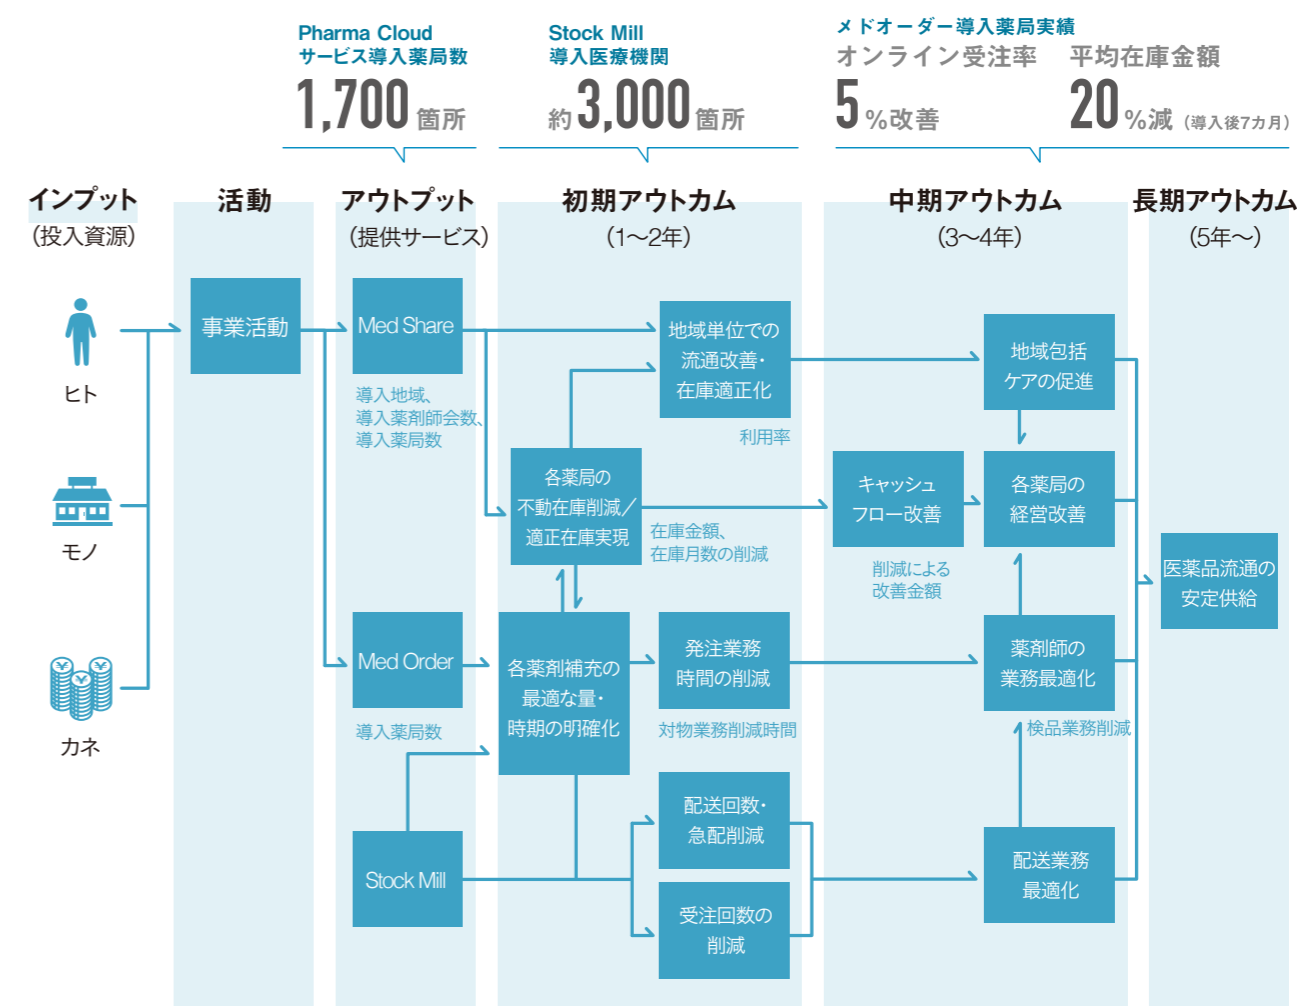 Pharma Cloud
サービス導入薬局数
1,700箇所
Stock Mill
導入医療機関
約3,000箇所
メドオーダー導入薬局実績
オンライン受注率
5%改善
平均在庫金額
20%減（導入後7カ月）
インプット
（投入資源）
活動
アウトプット
（提供サービス）
初期アウトカム
（1〜2年）
中期アウトカム
（3〜4年）
長期アウトカム
（5年〜）
ヒト
モノ
カネ
事業活動
Med Share
導入地域、
導入薬剤師会数、
導入薬局数
Med Order
導入薬局数
Stock Mill
地域単位での
流通改善・
在庫適正化
利用率
各薬局の
不動在庫削減／
適正在庫実現
在庫金額、
在庫月数の削減
各薬剤補充の
最適な量・
時期の明確化
発注業務
時間の削減
対物業務削減時間
配送回数・
急配削減
受注回数の
削減
地域包括
ケアの促進
キャッシュ
フロー改善
削減による
改善金額
各薬局の
経営改善
薬剤師の
業務最適化
検品業務削減
配送業務
最適化
医薬品流通の
安定供給